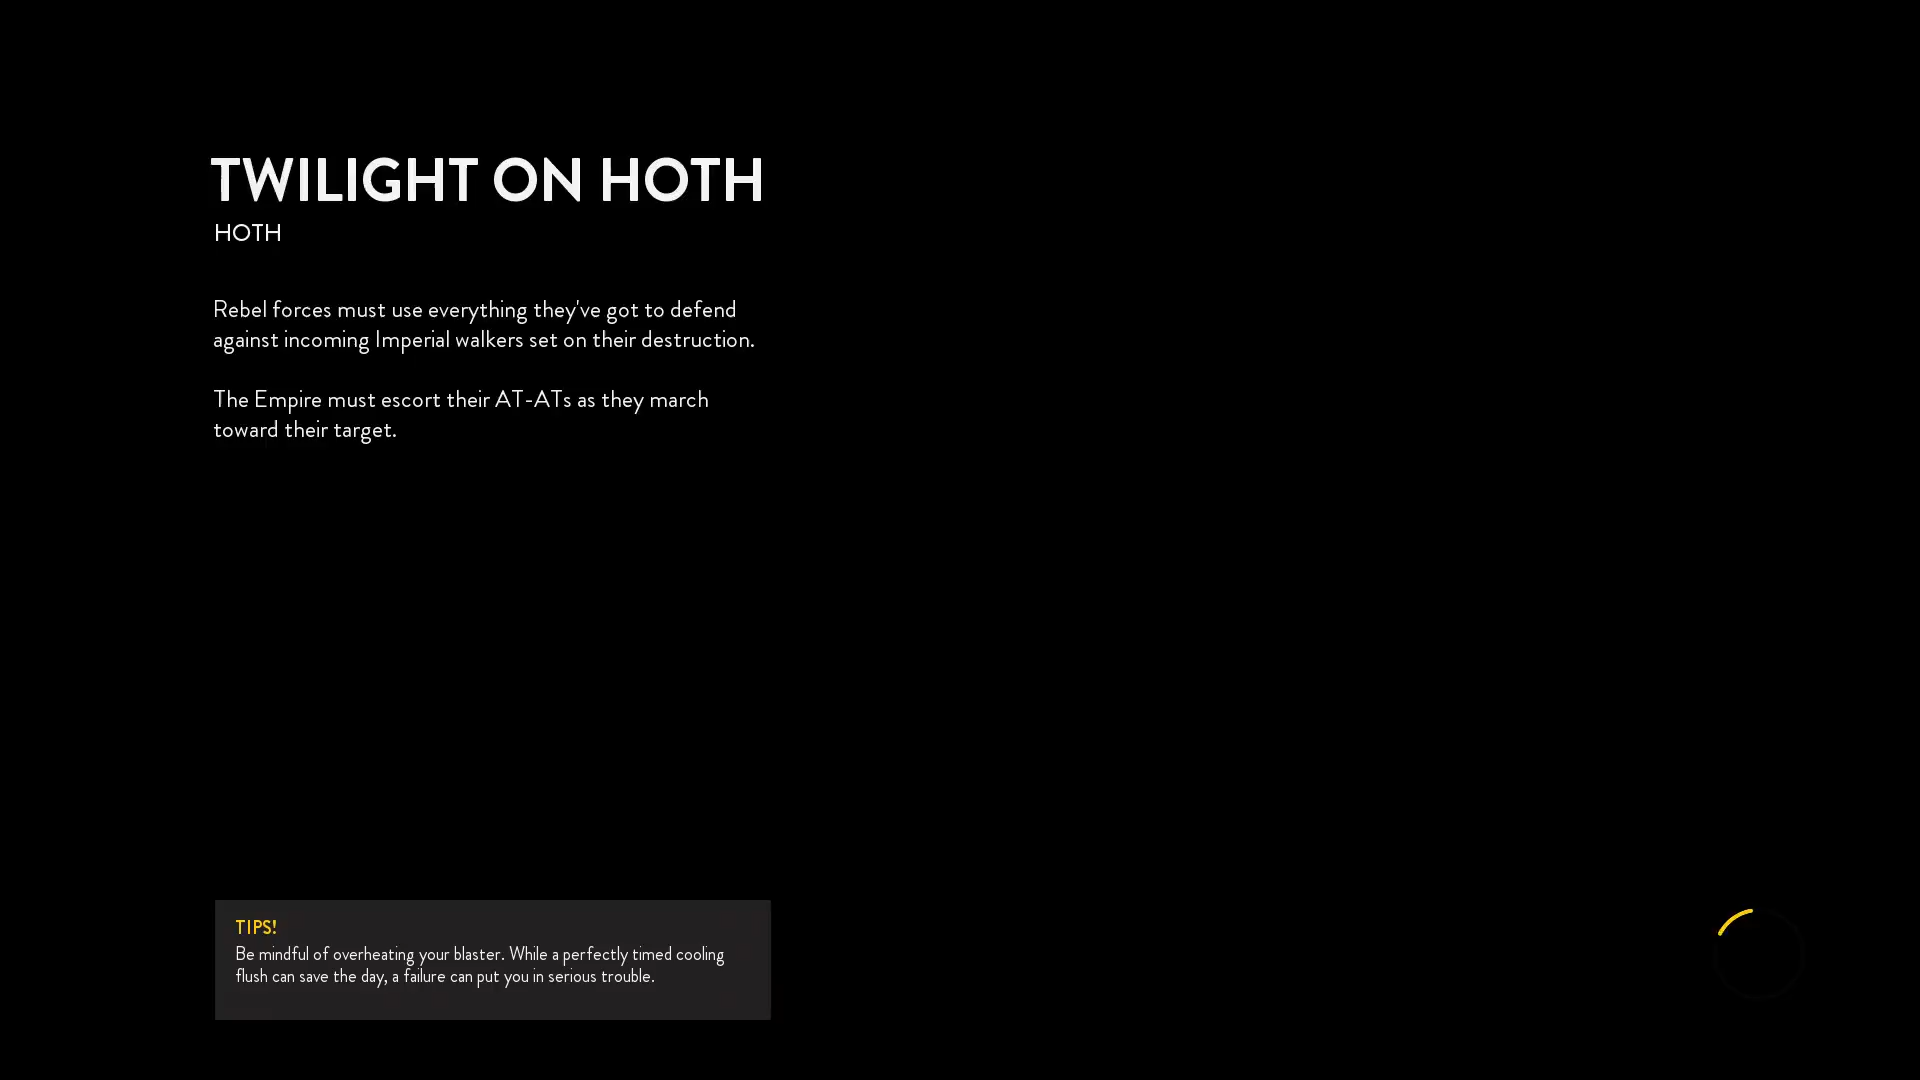 TWILIGHT ON HOTH
HOTH
Rebel forces must use everything they've got to defend
against incoming Imperial walkers set on their destruction.
The Empire must escort their AT-ATs as they march
toward their target.
TIPS!
Be mindful of overheating your blaster. While a perfectly timed cooling
flush can save the day, a failure can put you in serious trouble.